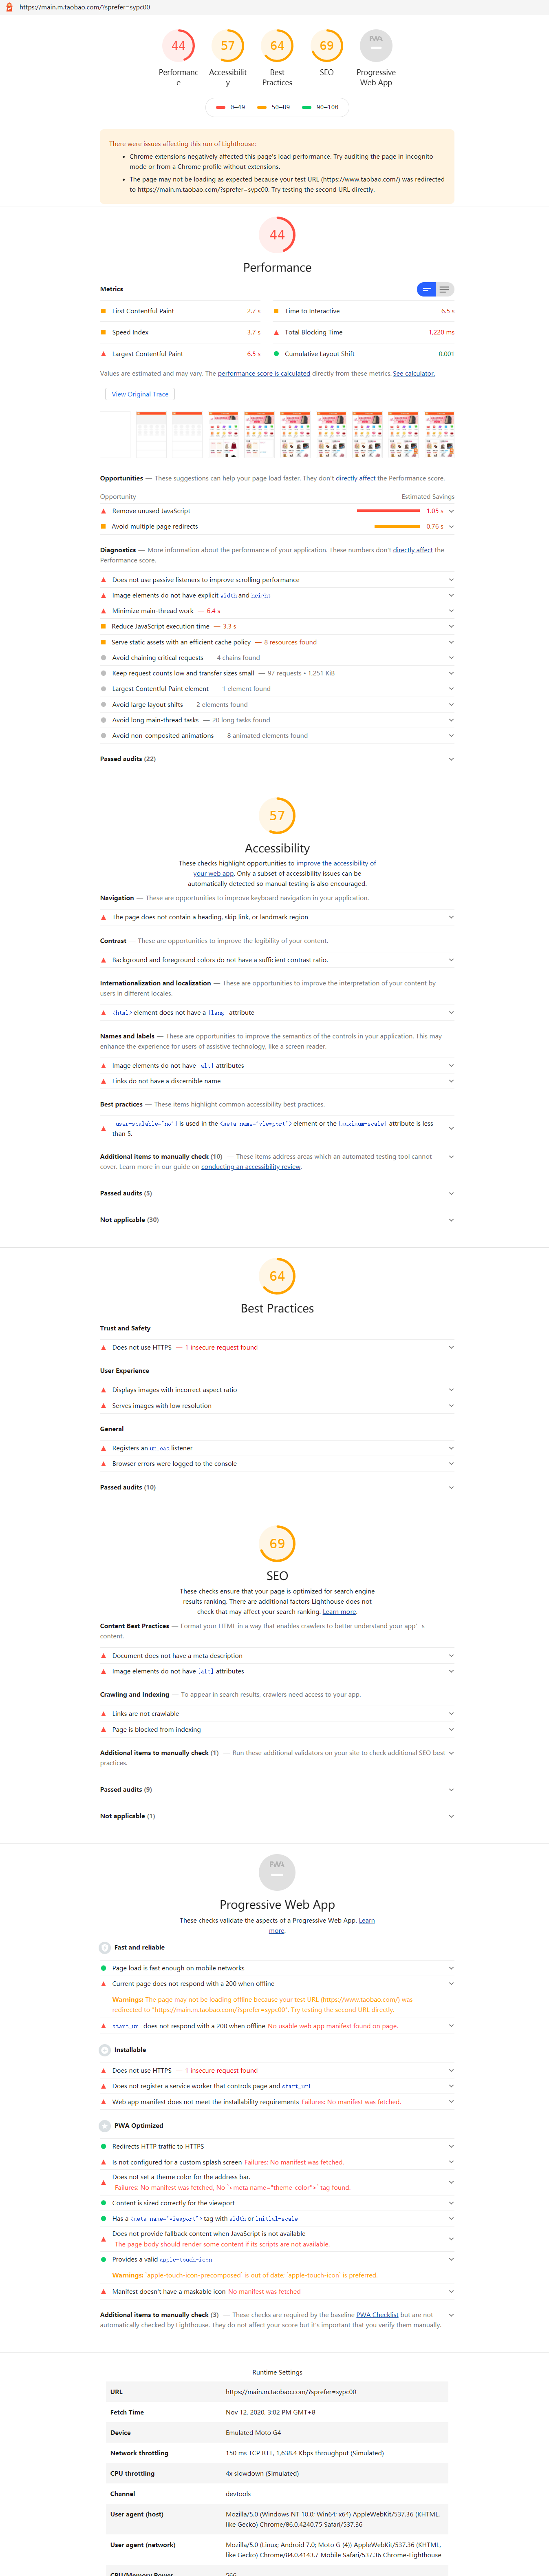 https://main.m.taobao.com/?sprefer=sypc00
44
57
64
69
PWA
Performanc
e
Accessibilit
y
Best
Practices
SEO
Progressive
Web App
0–49
50–89
90–100
There were issues affecting this run of Lighthouse:
• Chrome extensions negatively affected this page's load performance. Try auditing the page in incognito
mode or from a Chrome profile without extensions.
• The page may not be loading as expected because your test URL (https://www.taobao.com/) was redirected
to https://main.m.taobao.com/?sprefer=sypc00. Try testing the second URL directly.
44
Performance
Metrics
First Contentful Paint 2.7 s
Time to Interactive 6.5 s
Speed Index 3.7 s
Total Blocking Time 1,220 ms
Largest Contentful Paint 6.5 s
Cumulative Layout Shift 0.001
Values are estimated and may vary. The performance score is calculated directly from these metrics. See calculator.
View Original Trace
Opportunities — These suggestions can help your page load faster. They don't directly affect the Performance score.
Opportunity Estimated Savings
Remove unused JavaScript 1.05 s
Avoid multiple page redirects 0.76 s
Diagnostics — More information about the performance of your application. These numbers don't directly affect the
Performance score.
Does not use passive listeners to improve scrolling performance
Image elements do not have explicit width and height
Minimize main-thread work — 6.4 s
Reduce JavaScript execution time — 3.3 s
Serve static assets with an efficient cache policy — 8 resources found
Avoid chaining critical requests — 4 chains found
Keep request counts low and transfer sizes small — 97 requests • 1,251 KiB
Largest Contentful Paint element — 1 element found
Avoid large layout shifts — 2 elements found
Avoid long main-thread tasks — 20 long tasks found
Avoid non-composited animations — 8 animated elements found
Passed audits (22)
57
Accessibility
These checks highlight opportunities to improve the accessibility of
your web app. Only a subset of accessibility issues can be
automatically detected so manual testing is also encouraged.
Navigation — These are opportunities to improve keyboard navigation in your application.
The page does not contain a heading, skip link, or landmark region
Contrast — These are opportunities to improve the legibility of your content.
Background and foreground colors do not have a sufficient contrast ratio.
Internationalization and localization — These are opportunities to improve the interpretation of your content by
users in different locales.
<html> element does not have a [lang] attribute
Names and labels — These are opportunities to improve the semantics of the controls in your application. This may
enhance the experience for users of assistive technology, like a screen reader.
Image elements do not have [alt] attributes
Links do not have a discernible name
Best practices — These items highlight common accessibility best practices.
[user-scalable="no"] is used in the <meta name="viewport"> element or the [maximum-scale] attribute is less
than 5.
Additional items to manually check (10) — These items address areas which an automated testing tool cannot
cover. Learn more in our guide on conducting an accessibility review.
Passed audits (5)
Not applicable (30)
64
Best Practices
Trust and Safety
Does not use HTTPS — 1 insecure request found
User Experience
Displays images with incorrect aspect ratio
Serves images with low resolution
General
Registers an unload listener
Browser errors were logged to the console
Passed audits (10)
69
SEO
These checks ensure that your page is optimized for search engine
results ranking. There are additional factors Lighthouse does not
check that may affect your search ranking. Learn more.
Content Best Practices — Format your HTML in a way that enables crawlers to better understand your app's
content.
Document does not have a meta description
Image elements do not have [alt] attributes
Crawling and Indexing — To appear in search results, crawlers need access to your app.
Links are not crawlable
Page is blocked from indexing
Additional items to manually check (1) — Run these additional validators on your site to check additional SEO best
practices.
Passed audits (9)
Not applicable (1)
PWA
Progressive Web App
These checks validate the aspects of a Progressive Web App. Learn
more.
Fast and reliable
Page load is fast enough on mobile networks
Current page does not respond with a 200 when offline
Warnings: The page may be not loading offline because your test URL (https://www.taobao.com/) was
redirected to "https://main.m.taobao.com/?sprefer=sypc00". Try testing the second URL directly.
start_url does not respond with a 200 when offline No usable web app manifest found on page.
Installable
Does not use HTTPS — 1 insecure request found
Does not register a service worker that controls page and start_url
Web app manifest does not meet the installability requirements Failures: No manifest was fetched.
PWA Optimized
Redirects HTTP traffic to HTTPS
Is not configured for a custom splash screen Failures: No manifest was fetched.
Does not set a theme color for the address bar.
Failures: No manifest was fetched, No `<meta name="theme-color">` tag found.
Content is sized correctly for the viewport
Has a <meta name="viewport"> tag with width or initial-scale
Does not provide fallback content when JavaScript is not available
The page body should render some content if its scripts are not available.
Provides a valid apple-touch-icon
Warnings: `apple-touch-icon-precomposed` is out of date; `apple-touch-icon` is preferred.
Manifest doesn't have a maskable icon No manifest was fetched
Additional items to manually check (3) — These checks are required by the baseline PWA Checklist but are not
automatically checked by Lighthouse. They do not affect your score but it's important that you verify them manually.
Runtime Settings
URL https://main.m.taobao.com/?sprefer=sypc00
Fetch Time Nov 12, 2020, 3:02 PM GMT+8
Device Emulated Moto G4
Network throttling 150 ms TCP RTT, 1,638.4 Kbps throughput (Simulated)
CPU throttling 4x slowdown (Simulated)
Channel devtools
User agent (host) Mozilla/5.0 (Windows NT 10.0; Win64; x64) AppleWebKit/537.36 (KHTML,
like Gecko) Chrome/86.0.4240.75 Safari/537.36
User agent (network) Mozilla/5.0 (Linux; Android 7.0; Moto G (4)) AppleWebKit/537.36 (KHTML,
like Gecko) Chrome/84.0.4143.7 Mobile Safari/537.36 Chrome-Lighthouse
CPU/Memory Power 566